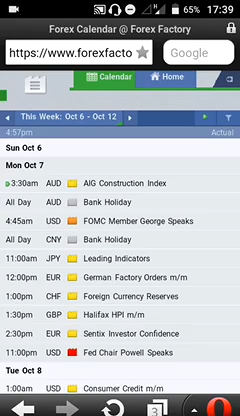 65% 17:39
Forex Calendar @ Forex Factory
https://www.forexfacto Google
Calendar Home
This Week: Oct 6 - Oct 12
4:57pm Actual
Sun Oct 6
Mon Oct 7
3:30am AUD AIG Construction Index
All Day AUD Bank Holiday
4:45am USD FOMC Member George Speaks
All Day CNY Bank Holiday
11:00am JPY Leading Indicators
12:00pm EUR German Factory Orders m/m
1:00pm CHF Foreign Currency Reserves
1:30pm GBP Halifax HPI m/m
2:30pm EUR Sentix Investor Confidence
11:00pm USD Fed Chair Powell Speaks
Tue Oct 8
1:00am USD Consumer Credit m/m
3